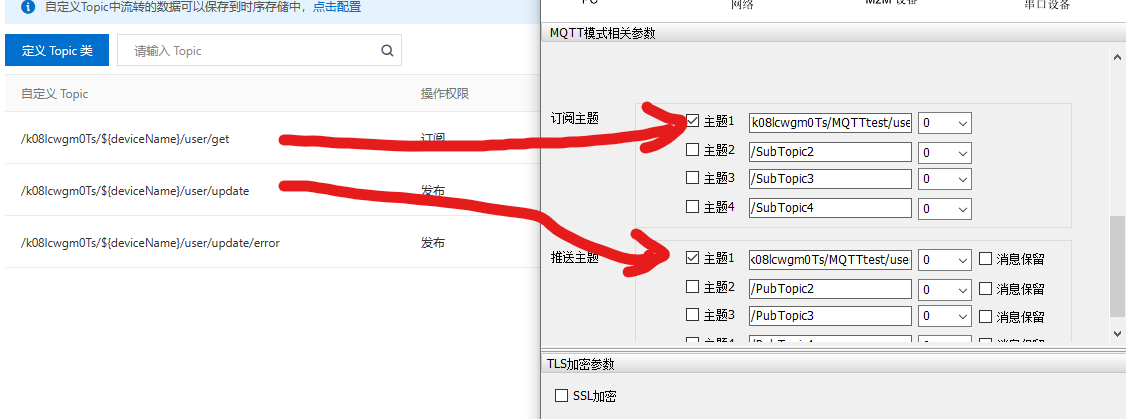 自定义Topic中流转的数据可以保存到时序存储中，点击配置
定义 Topic 类
请输入 Topic
自定义 Topic
操作权限
/k08lcwgm0Ts/${deviceName}/user/get
订阅
/k08lcwgm0Ts/${deviceName}/user/update
发布
/k08lcwgm0Ts/${deviceName}/user/update/error
发布
PC
网络
M2M 设备
串口设备
MQTT模式相关参数
订阅主题
主题1
k08lcwgm0Ts/MQTTtest/use
0
主题2
/SubTopic2
0
主题3
/SubTopic3
0
主题4
/SubTopic4
0
推送主题
主题1
k08lcwgm0Ts/MQTTtest/use
0
消息保留
主题2
/PubTopic2
0
消息保留
主题3
/PubTopic3
0
消息保留
TLS加密参数
SSL加密